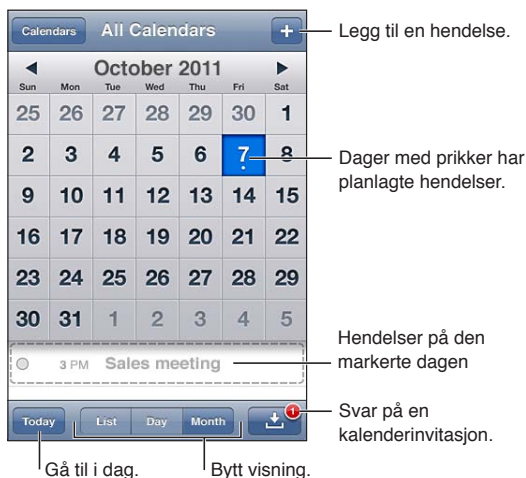 Calendars All Calendars +
Legg til en hendelse.
October 2011
Sun Mon Tue Wed Thu Fri Sat
25 26 27 28 29 30 1
2 3 4 5 6 7 8
Dager med prikker har
planlagte hendelser.
9 10 11 12 13 14 15
16 17 18 19 20 21 22
23 24 25 26 27 28 29
30 31 1 2 3 4 5
3 PM Sales meeting
Hendelser på den
markerte dagen
Today List Day Month 1
Svar på en
kalenderinvitasjon.
Gå til i dag.
Bytt visning.